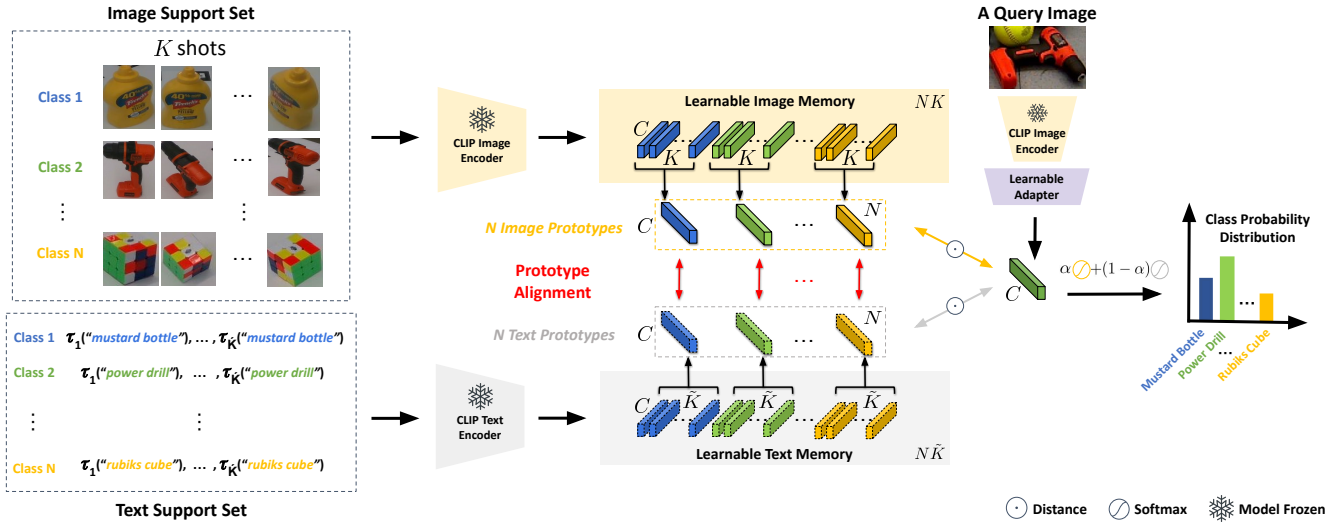 Image Support Set
K shots
Class 1
...
Class 2
...
⋮
⋮
Class N
...
Class 1 τ1("mustard bottle"), ... , τK̃("mustard bottle")
Class 2 τ1("power drill"), ... , τK̃("power drill")
⋮
⋮
Class N τ1("rubiks cube"), ... , τK̃("rubiks cube")
Text Support Set
CLIP Image
Encoder
CLIP Text
Encoder
Learnable Image Memory
NK
C
K
K
K
N Image Prototypes
C
...
N
Prototype
Alignment
...
N Text Prototypes
C
...
N
C
K̃
K̃
K̃
Learnable Text Memory
NK̃
A Query Image
CLIP Image
Encoder
Learnable
Adapter
C
α +(1 − α)
Class Probability
Distribution
...
Mustard Bottle
Power Drill
...
Rubiks Cube
Distance
Softmax
Model Frozen